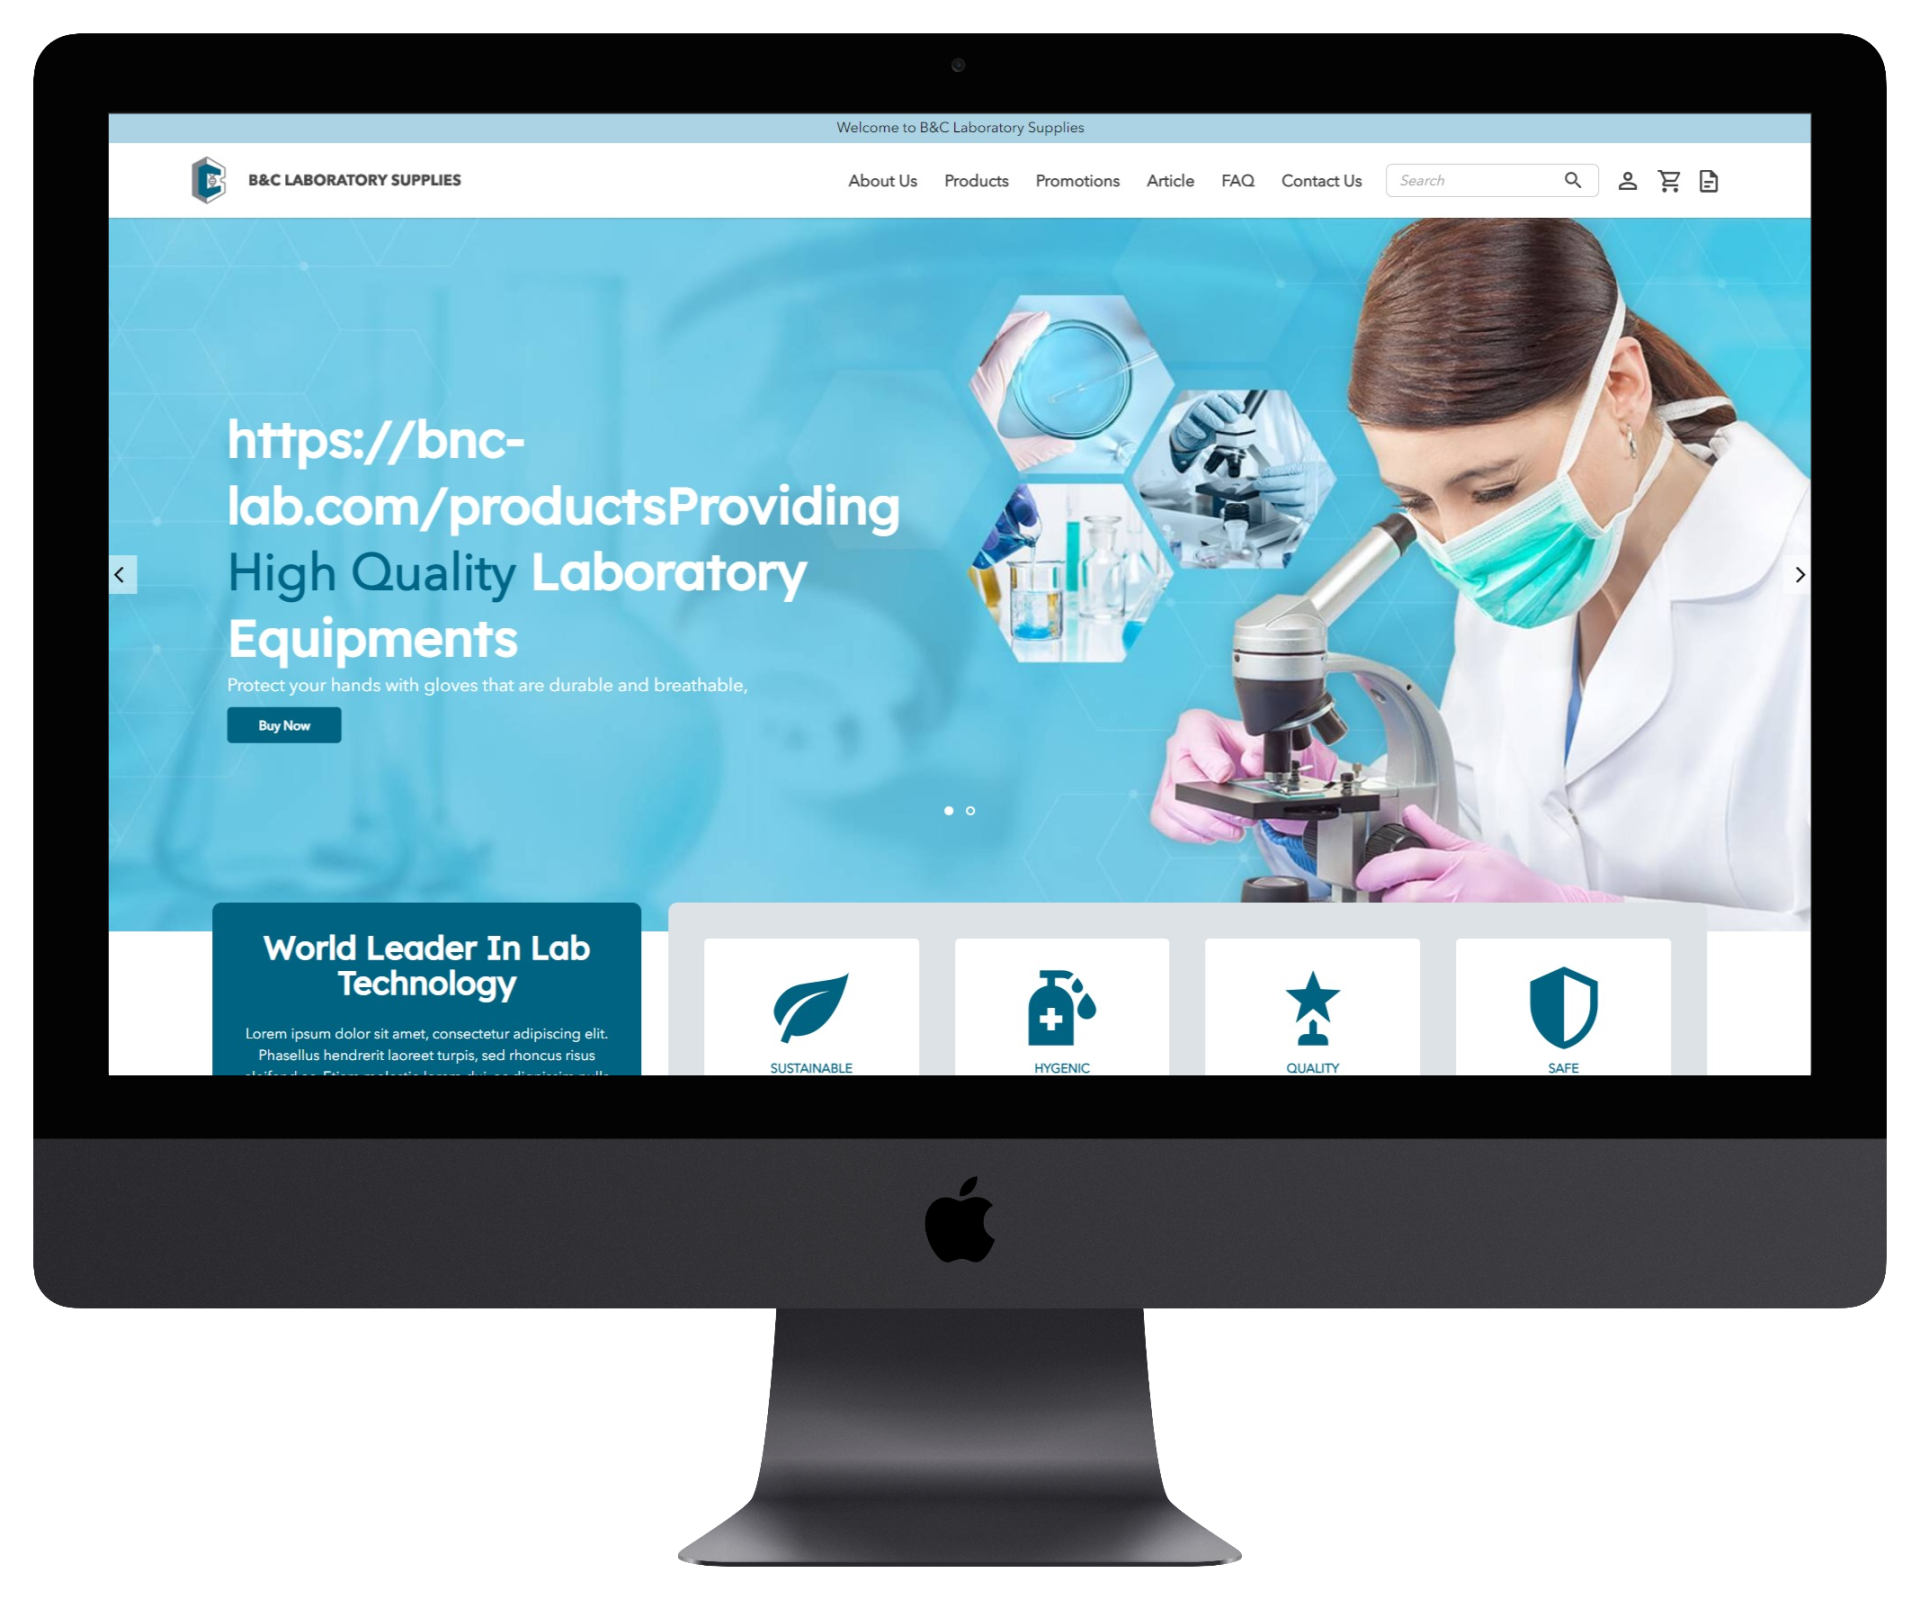 Welcome to B&C Laboratory Supplies
B&C LABORATORY SUPPLIES
About Us Products Promotions Article FAQ Contact Us Search
https://bnc-
lab.com/productsProviding
High Quality Laboratory
Equipments
Protect your hands with gloves that are durable and breathable,
Buy Now
World Leader In Lab
Technology
Lorem ipsum dolor sit amet, consectetur adipiscing elit.
Phasellus hendrerit laoreet turpis, sed rhoncus risus
SUSTAINABLE
HYGENIC
QUALITY
SAFE